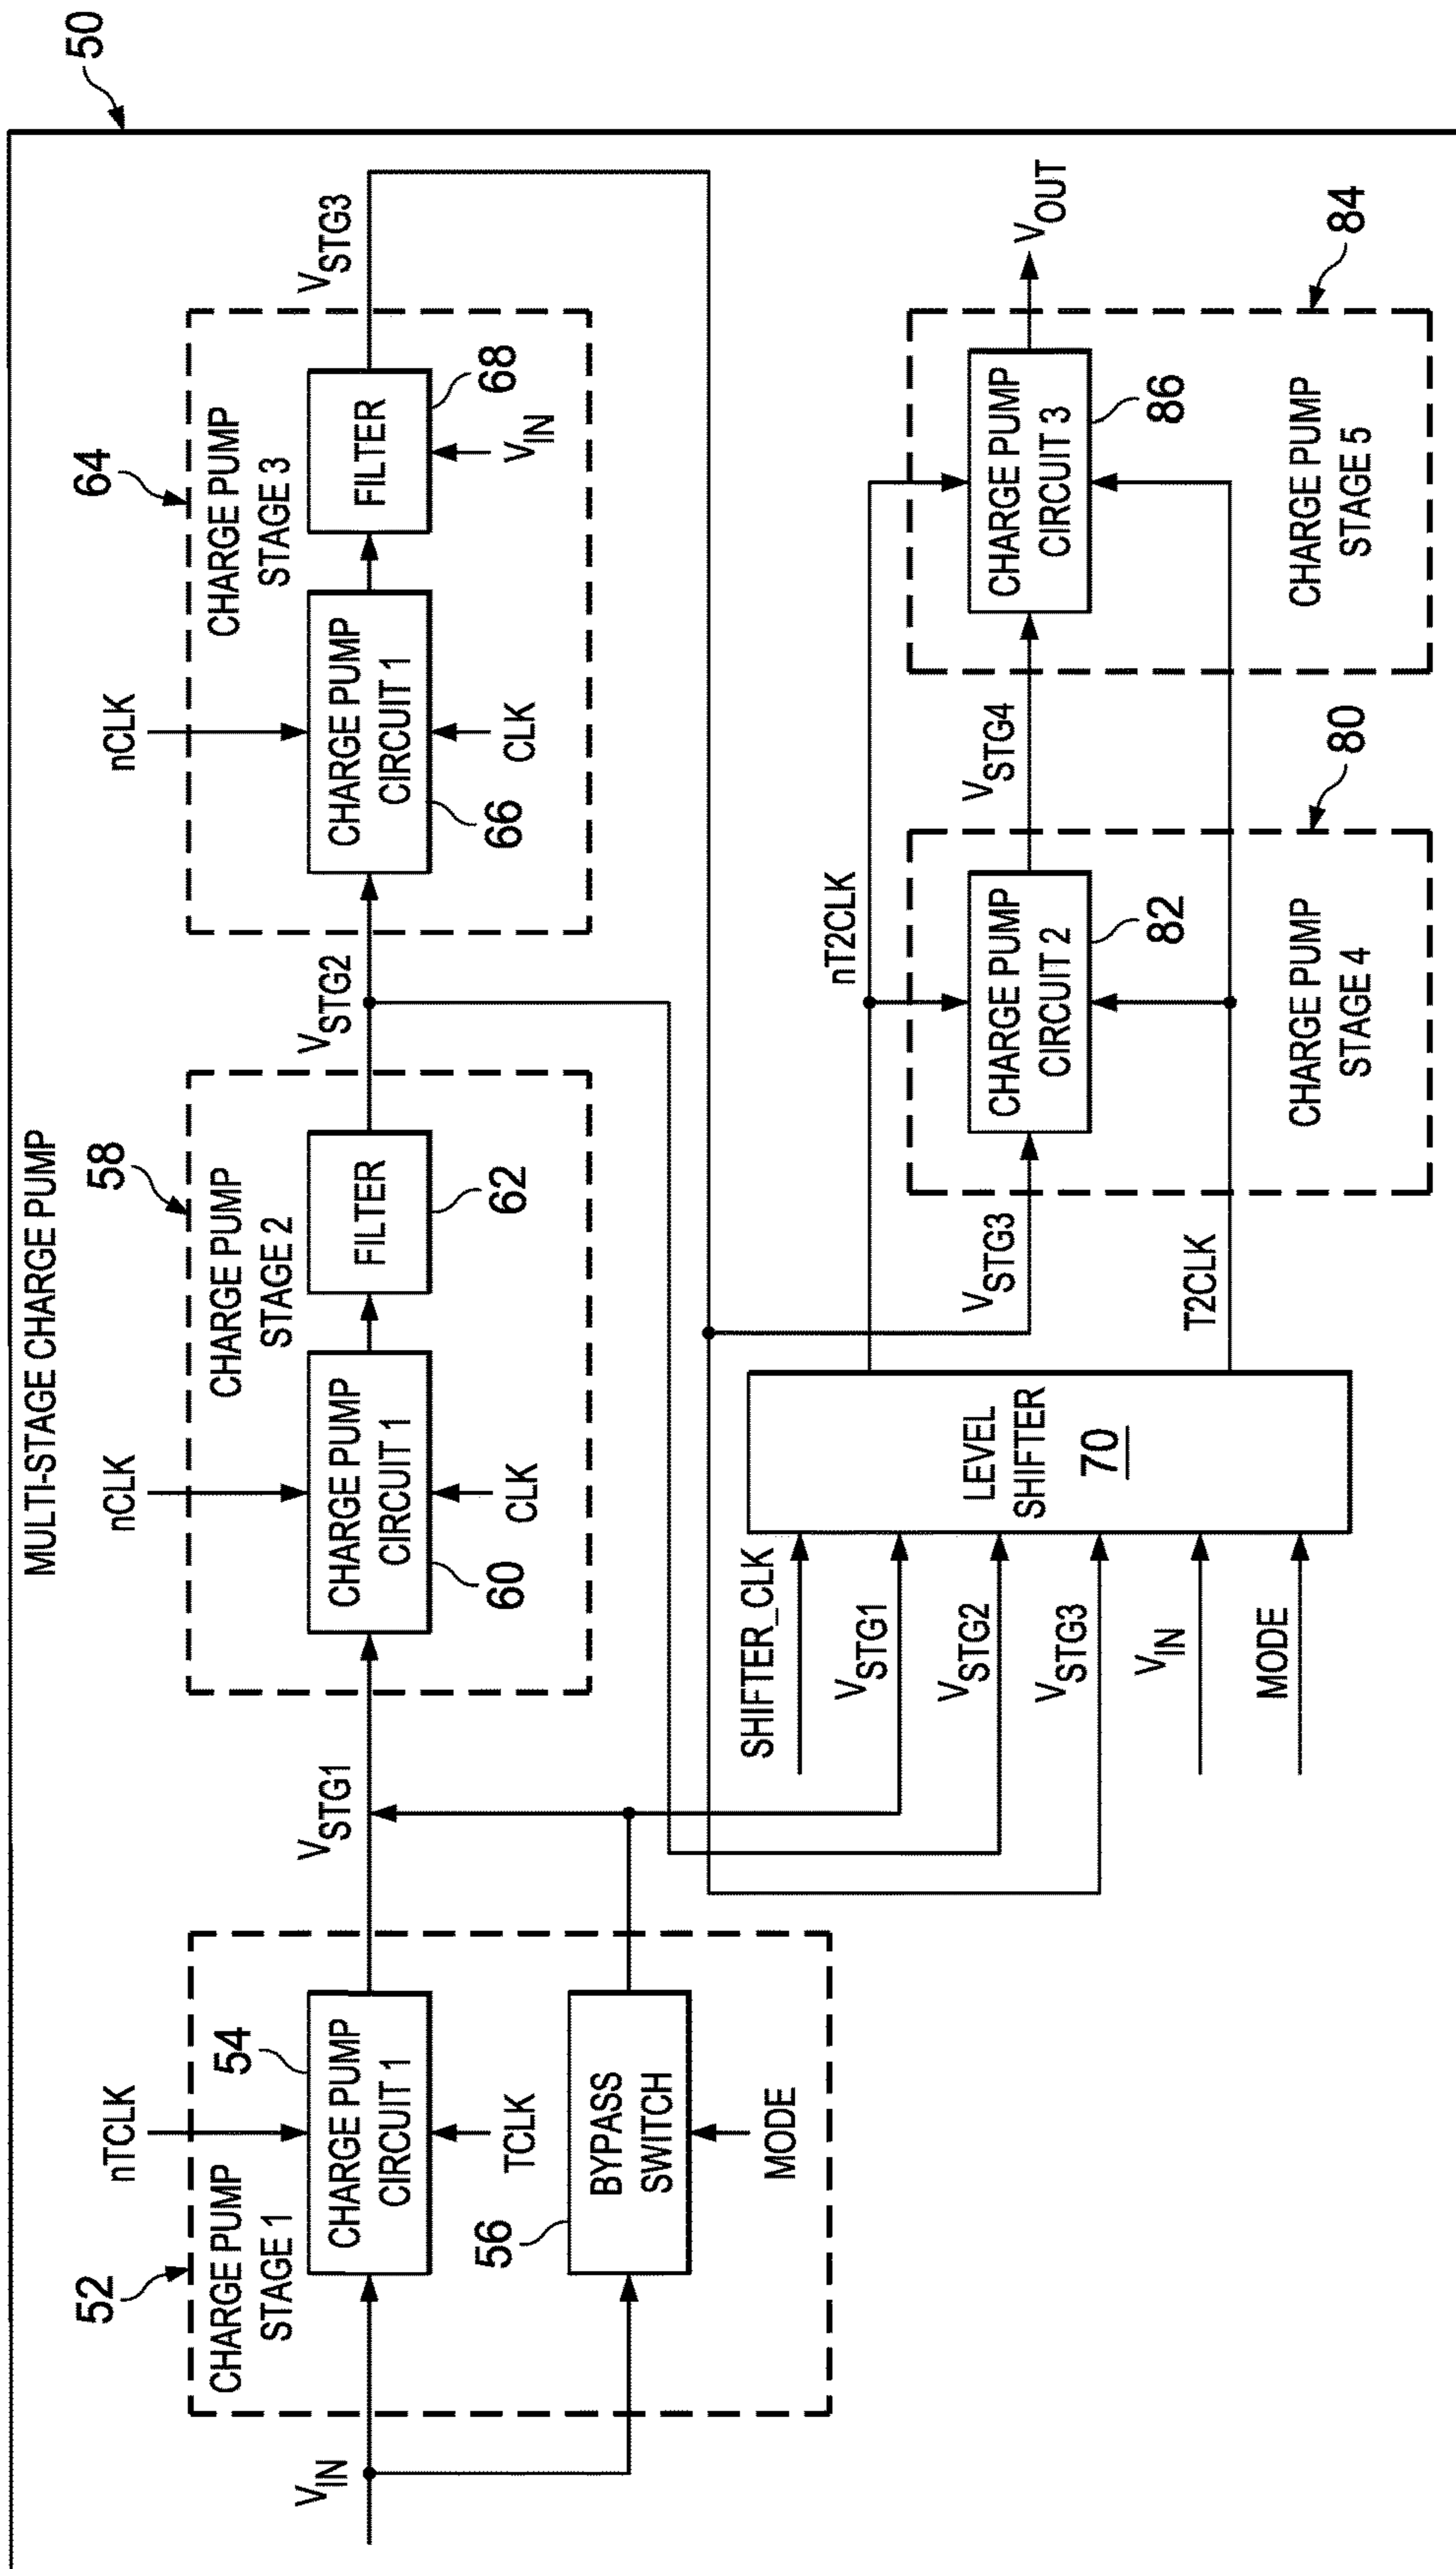 MULTI-STAGE CHARGE PUMP
50
52
CHARGE PUMP
STAGE 1
nTCLK
54
CHARGE PUMP
CIRCUIT 1
TCLK
56
BYPASS
SWITCH
MODE
VIN
VSTG1
58
CHARGE PUMP
STAGE 2
nCLK
CHARGE PUMP
CIRCUIT 1
60
CLK
FILTER
62
VSTG2
64
CHARGE PUMP
STAGE 3
nCLK
CHARGE PUMP
CIRCUIT 1
66
CLK
FILTER
68
VIN
VSTG3
SHIFTER_CLK
VSTG1
VSTG2
VSTG3
VIN
MODE
LEVEL
SHIFTER
70
nT2CLK
VSTG3
T2CLK
CHARGE PUMP
CIRCUIT 2
82
CHARGE PUMP
STAGE 4
80
VSTG4
CHARGE PUMP
CIRCUIT 3
86
CHARGE PUMP
STAGE 5
84
VOUT